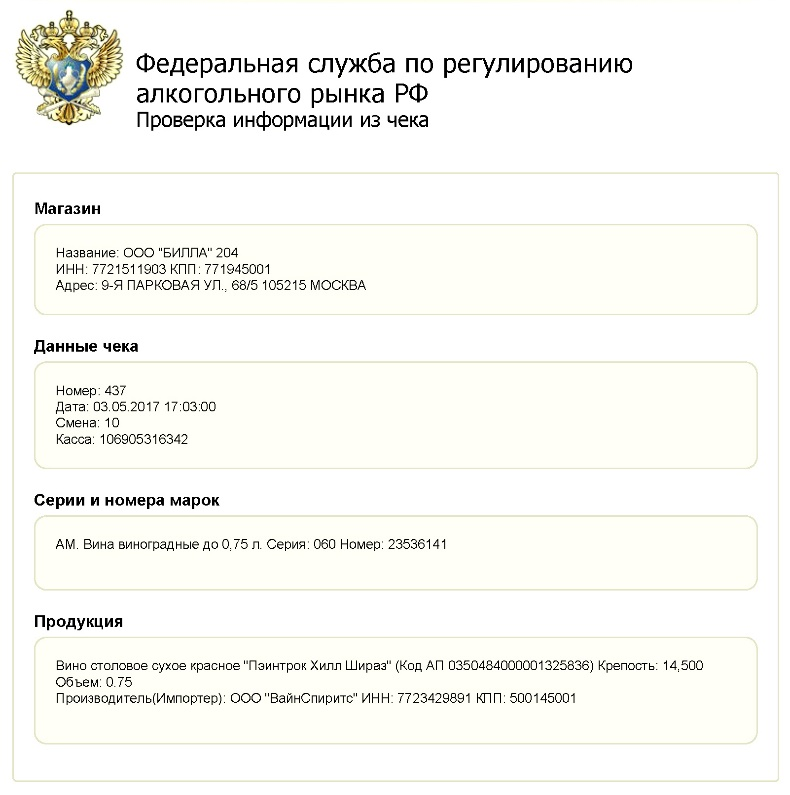 Федеральная служба по регулированию
алкогольного рынка РФ
Проверка информации из чека
Магазин
Название: ООО "БИЛЛА" 204
ИНН: 7721511903 КПП: 771945001
Адрес: 9-Я ПАРКОВАЯ УЛ., 68/5 105215 МОСКВА
Данные чека
Номер: 437
Дата: 03.05.2017 17:03:00
Смена: 10
Касса: 106905316342
Серии и номера марок
АМ. Вина виноградные до 0,75 л. Серия: 060 Номер: 23536141
Продукция
Вино столовое сухое красное "Пэинтрок Хилл Шираз" (Код АП 0350484000001325836) Крепость: 14,500
Объем: 0.75
Производитель(Импортер): ООО "ВайнСпиритс" ИНН: 7723429891 КПП: 500145001